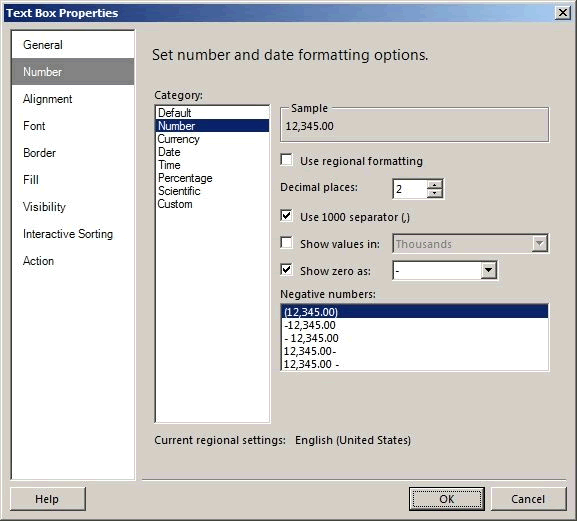 Text Box Properties
General
Number
Alignment
Font
Border
Fill
Visibility
Interactive Sorting
Action
Set number and date formatting options.
Category:
Default
Number
Currency
Date
Time
Percentage
Scientific
Custom
Sample
12,345.00
Use regional formatting
Decimal places: 2
Use 1000 separator (,)
Show values in: Thousands
Show zero as: -
Negative numbers:
(12,345.00)
-12,345.00
- 12,345.00
12,345.00-
12,345.00 -
Current regional settings: English (United States)
Help
OK
Cancel